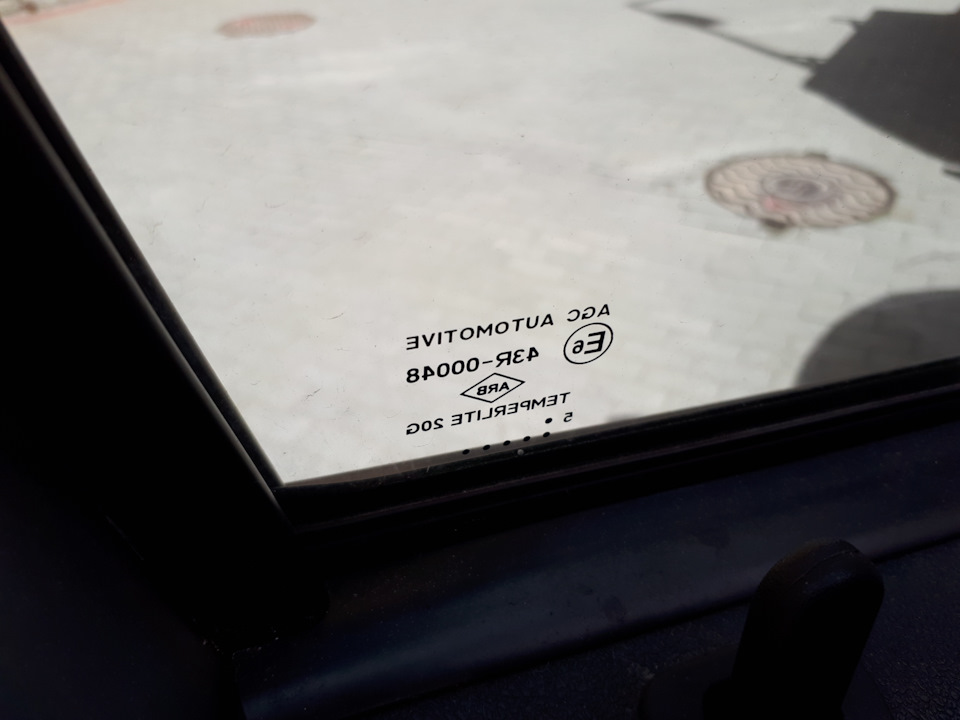 AGC AUTOMOTIVE
E6 43R-00048
ARB
TEMPERLITE 20G
5